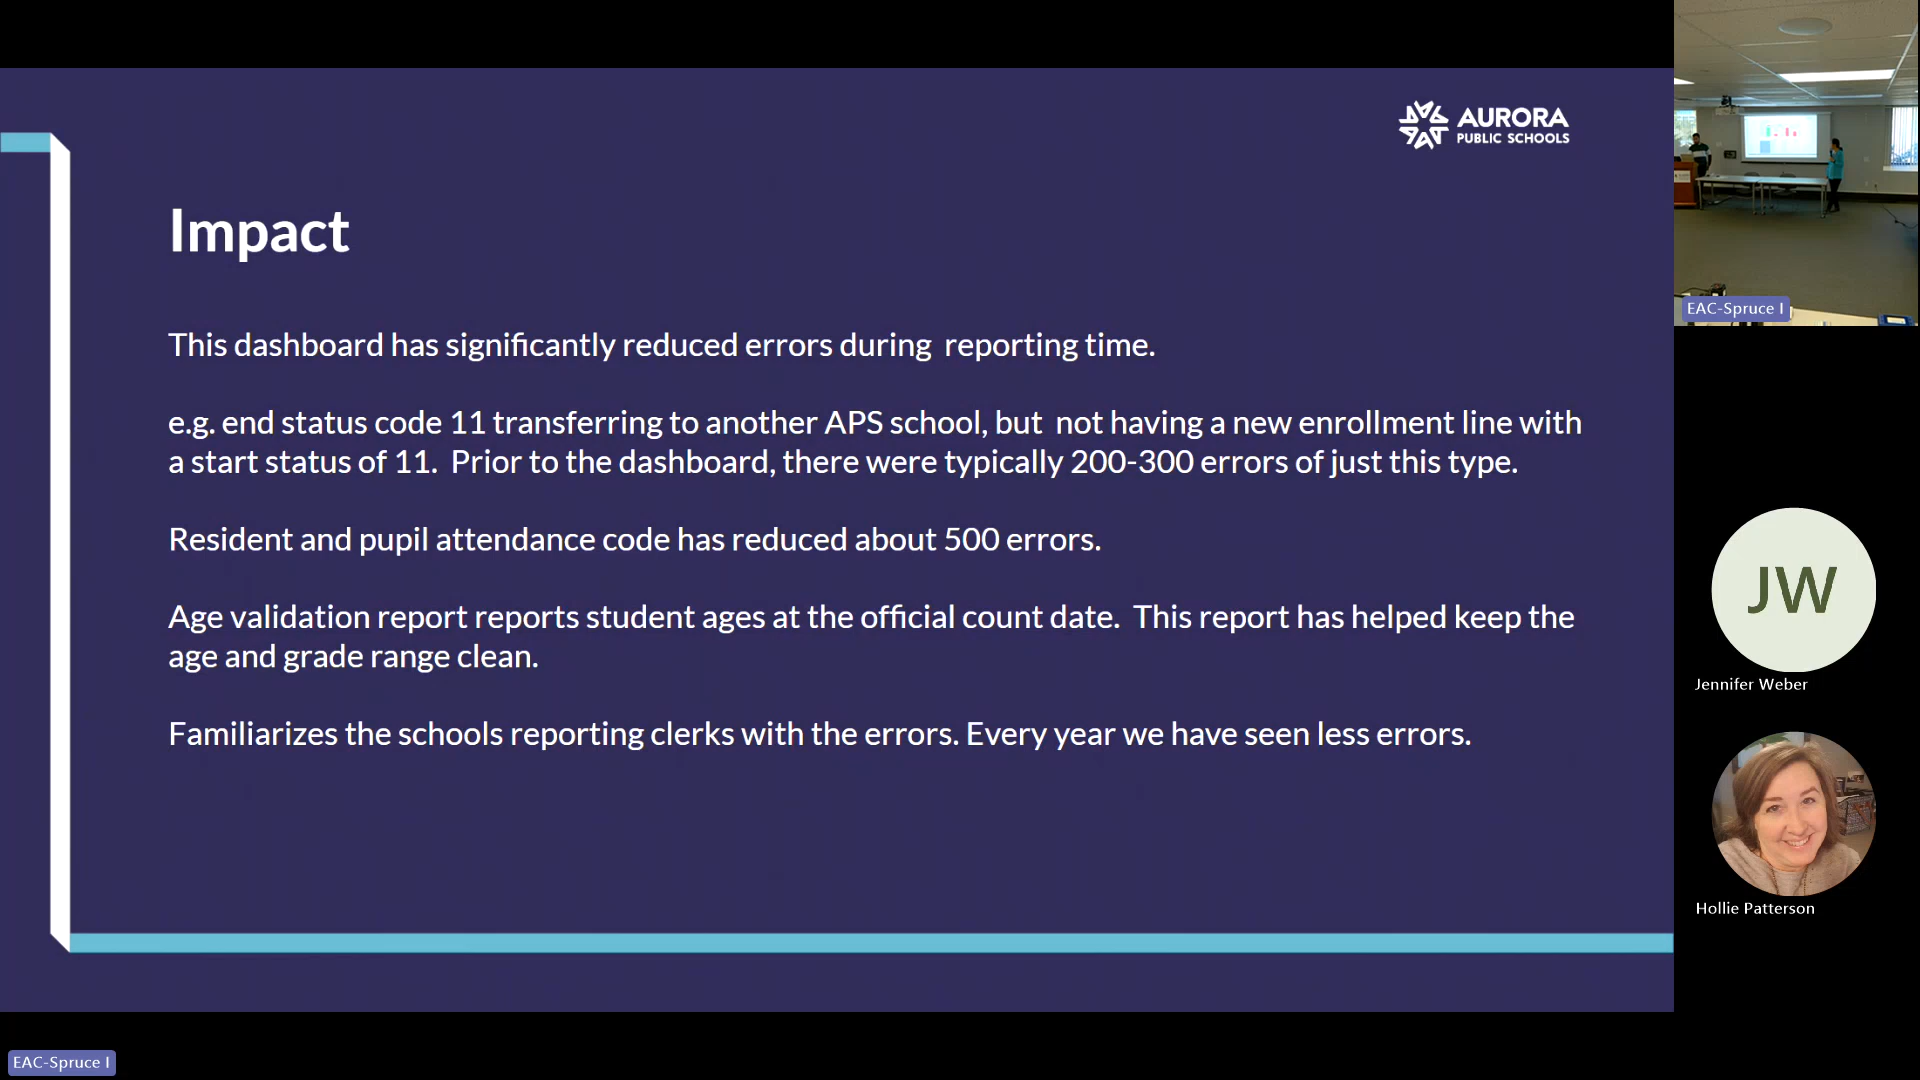 AURORA
PUBLIC SCHOOLS
Impact
This dashboard has significantly reduced errors during  reporting time.
e.g. end status code 11 transferring to another APS school, but  not having a new enrollment line with
a start status of 11.  Prior to the dashboard, there were typically 200-300 errors of just this type.
Resident and pupil attendance code has reduced about 500 errors.
Age validation report reports student ages at the official count date.  This report has helped keep the
age and grade range clean.
Familiarizes the schools reporting clerks with the errors. Every year we have seen less errors.
EAC-Spruce I
JW
Jennifer Weber
Hollie Patterson
EAC-Spruce I